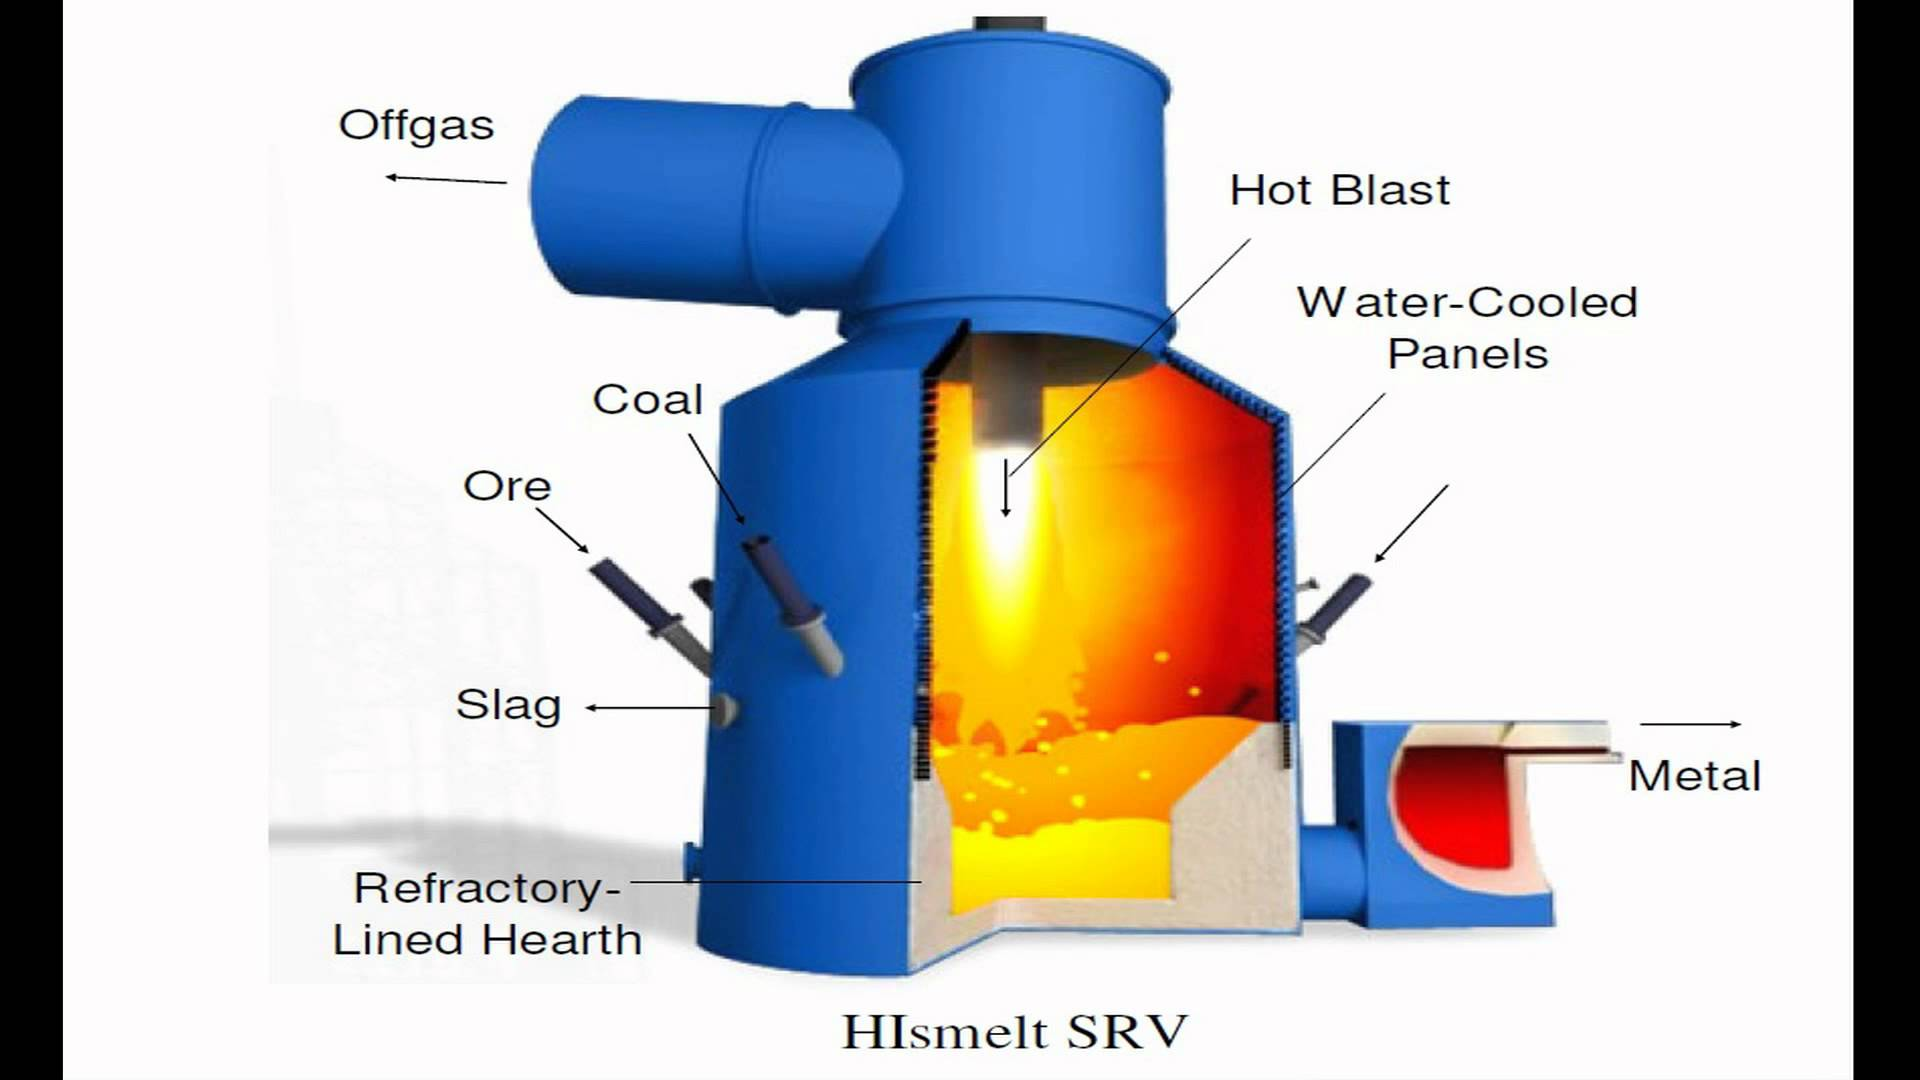 Offgas
Hot Blast
Water-Cooled
Panels
Coal
Ore
Slag
Metal
Refractory-
Lined Hearth
HIsmelt SRV